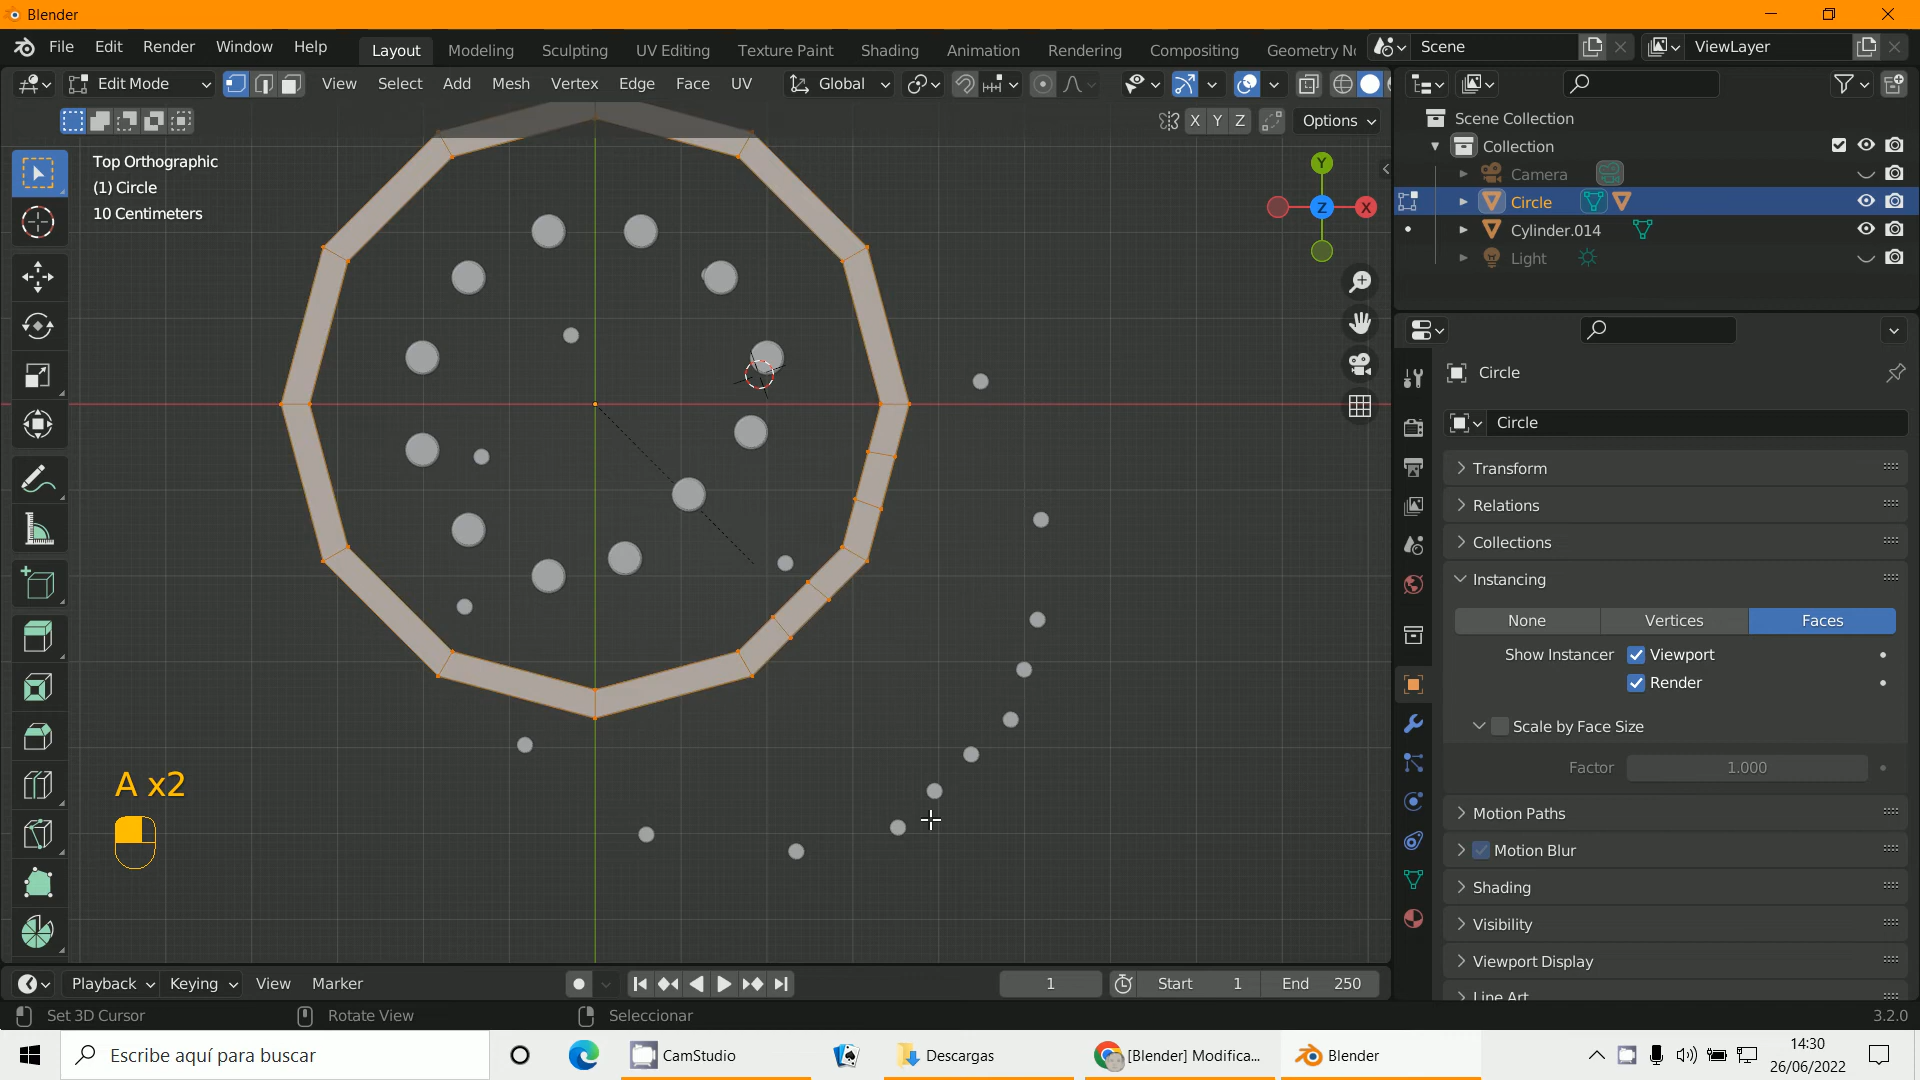 Blender
File Edit Render Window Help
Layout Modeling Sculpting UV Editing Texture Paint Shading Animation Rendering Compositing Geometry No
Scene
ViewLayer
Edit Mode View Select Add Mesh Vertex Edge Face UV Global
X Y Z Options
Top Orthographic
(1) Circle
10 Centimeters
Y
Z
X
A x2
Scene Collection
Collection
Camera
Circle
Cylinder.014
Light
Circle
Circle
Transform
Relations
Collections
Instancing
None Vertices Faces
Show Instancer Viewport
Render
Scale by Face Size
Factor 1.000
Motion Paths
Motion Blur
Shading
Visibility
Viewport Display
Line Art
Playback Keying View Marker
1 Start 1 End 250
Set 3D Cursor Rotate View Seleccionar
3.2.0
Escribe aquí para buscar
CamStudio Descargas [Blender] Modifica... Blender
14:30
26/06/2022